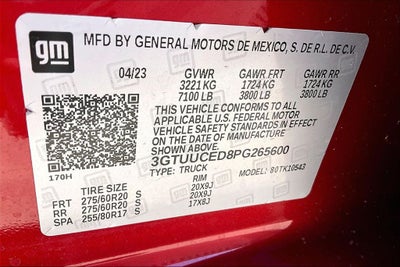 gm
MFD BY GENERAL MOTORS DE MEXICO, S. DE R.L. DE C.V.
04/23 GVWR GAWR FRT GAWR RR
3221 KG 1724 KG 1724 KG
7100 LB 3800 LB 3800 LB
THIS VEHICLE CONFORMS TO ALL
APPLICABLE U.S. FEDERAL MOTOR
VEHICLE SAFETY STANDARDS IN EFFECT
ON THE DATE OF MANUFACTURE SHOWN ABOVE.
3GTUUCED8PG265600
170H TYPE: TRUCK MODEL: 80TK10543
TIRE SIZE RIM
FRT 275/60R20 S 20X9J
RR 275/60R20 S 20X9J
SP 255/80R17 S 17X8J